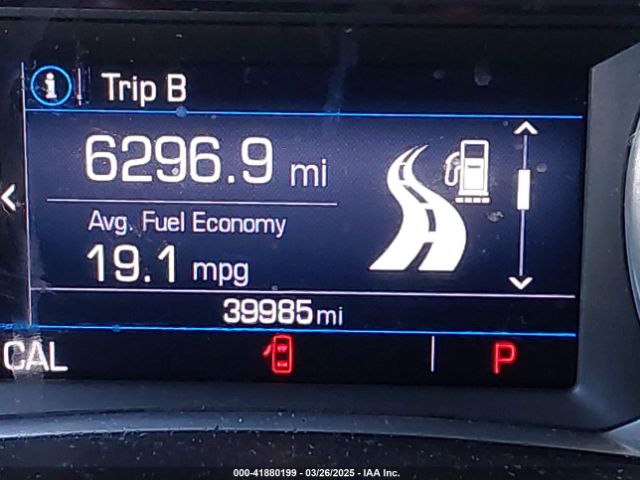 i Trip B
6296.9 mi
Avg. Fuel Economy
19.1 mpg
39985 mi
CAL P
000-41880199 - 03/26/2025 - IAA Inc.